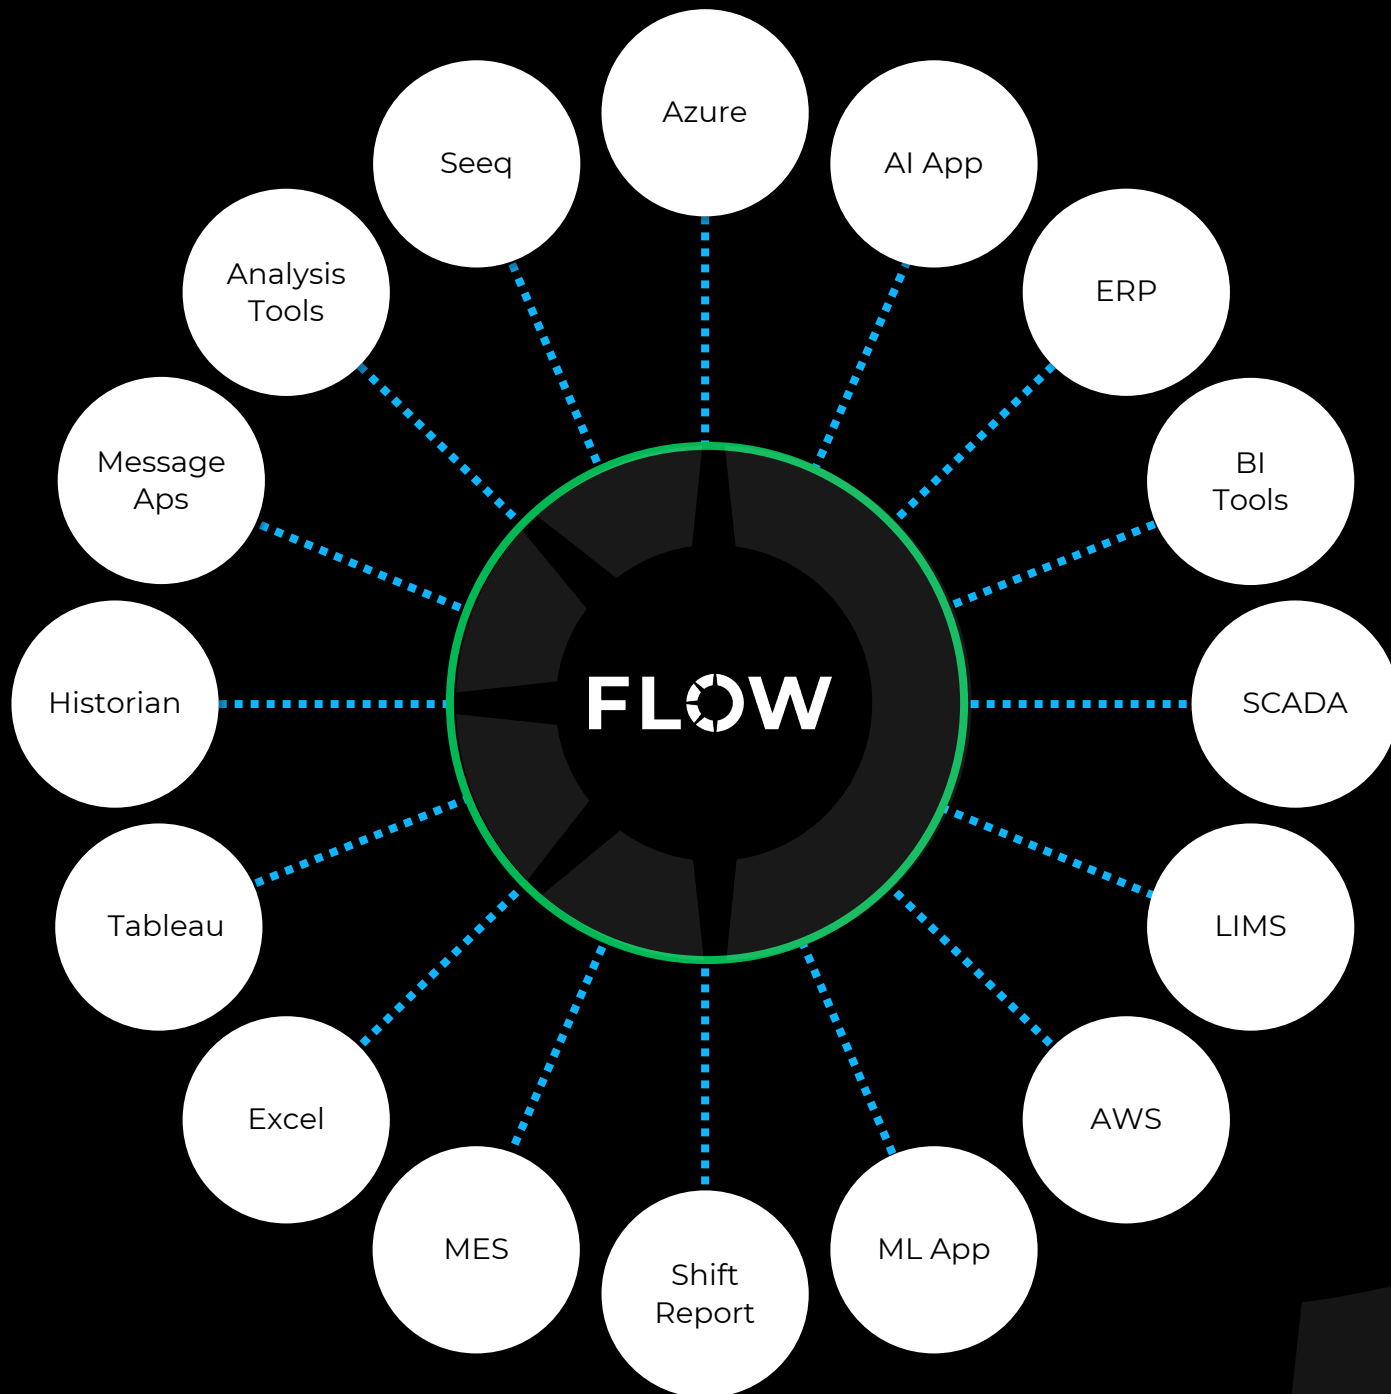 Azure
Seeq
AI App
Analysis
Tools
ERP
Message
Aps
BI
Tools
FLOW
Historian
SCADA
Tableau
LIMS
Excel
AWS
MES
ML App
Shift
Report